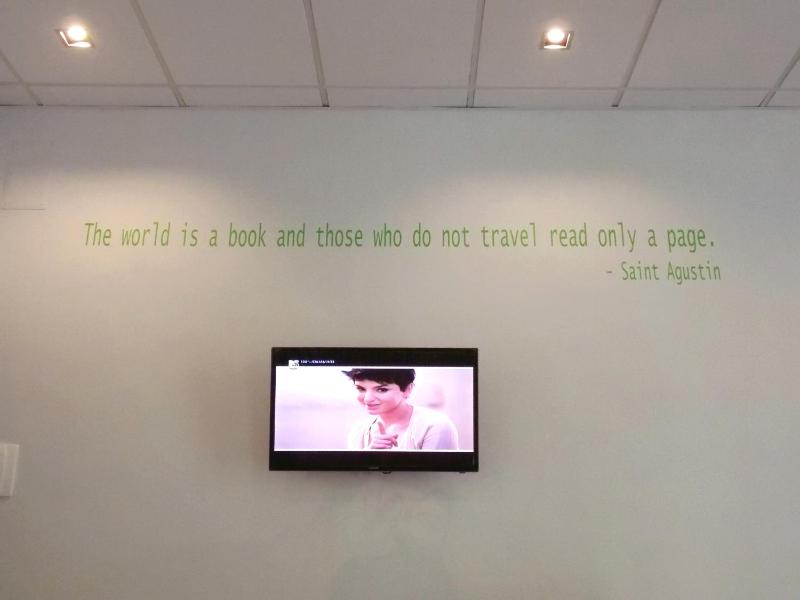 The world is a book and those who do not travel read only a page.
- Saint Agustin